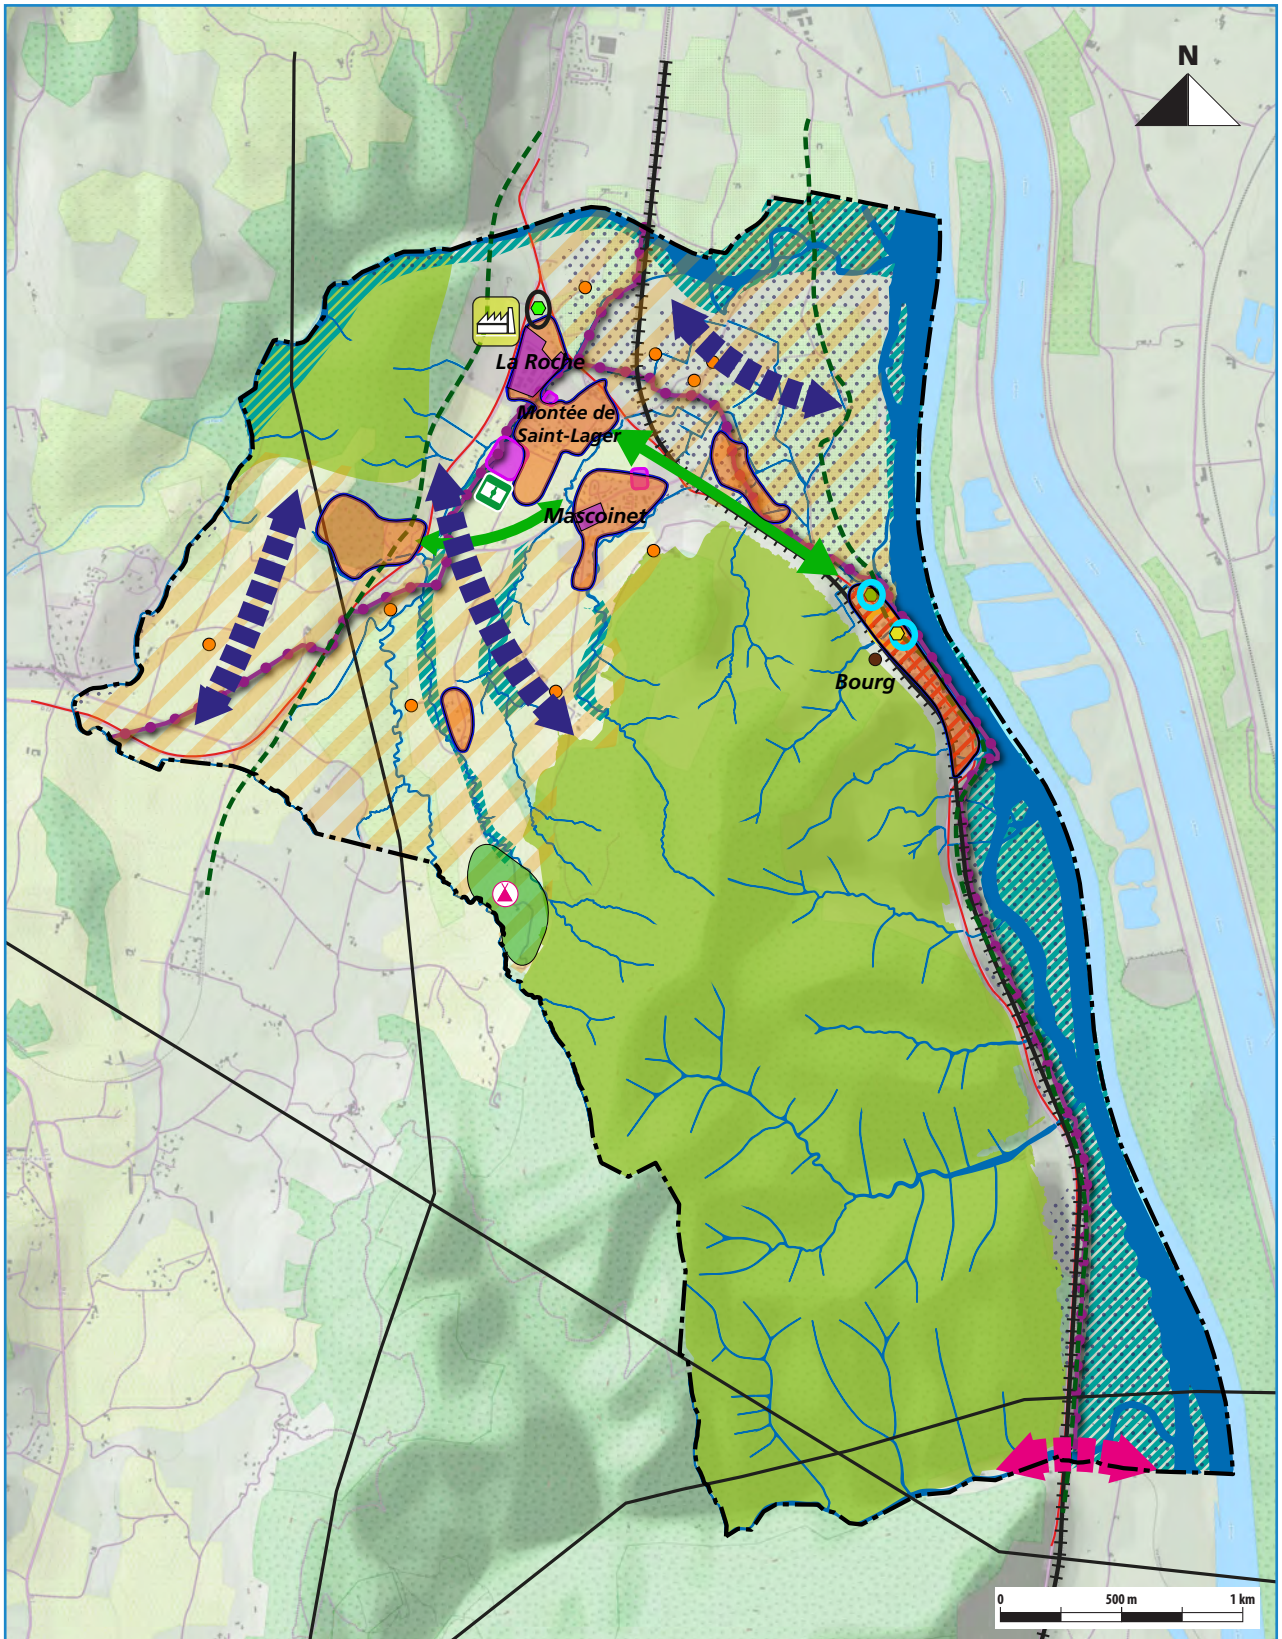 N
La Roche
Montée de
Saint-Lager
Mascoinet
Bourg
0 500 m 1 km